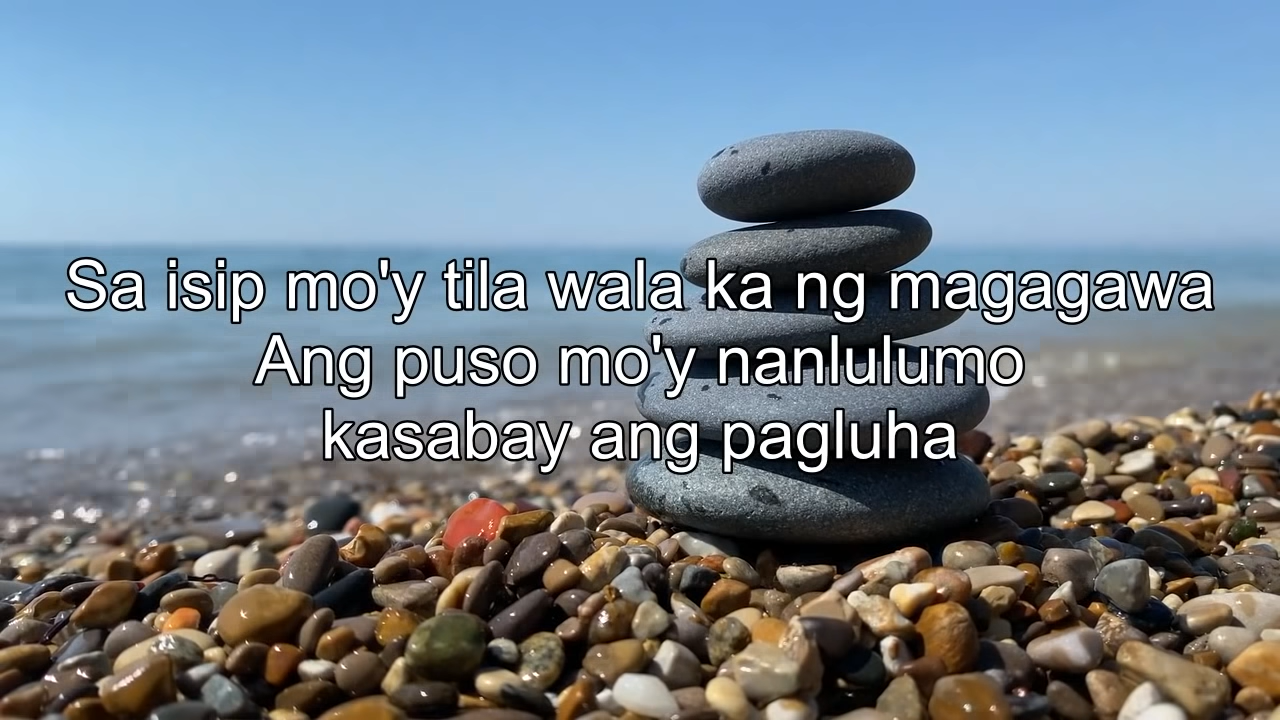 Sa isip mo'y tila wala ka ng magagawa
Ang puso mo'y nanlulumo
kasabay ang pagluha